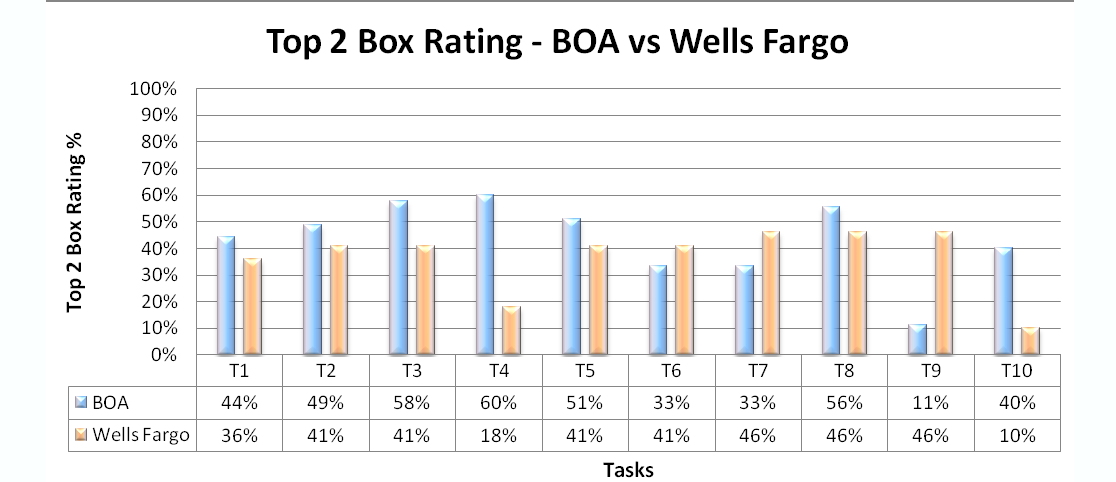 Top 2 Box Rating - BOA vs Wells Fargo
Top 2 Box Rating %
100%
90%
80%
70%
60%
50%
40%
30%
20%
10%
0%
T1 T2 T3 T4 T5 T6 T7 T8 T9 T10
BOA 44% 49% 58% 60% 51% 33% 33% 56% 11% 40%
Wells Fargo 36% 41% 41% 18% 41% 41% 46% 46% 46% 10%
Tasks